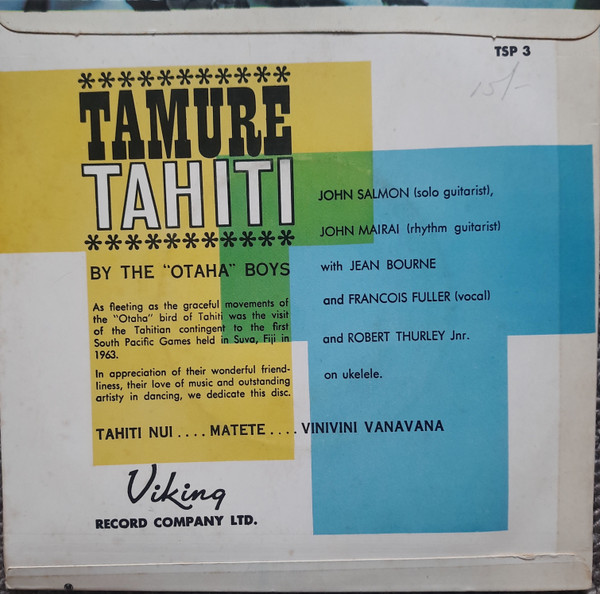 TSP 3
15/-
**********
TAMURE
TAHITI
**********
BY THE "OTAHA" BOYS
As fleeting as the graceful movements of
the "Otaha" bird of Tahiti was the visit
of the Tahitian contingent to the first
South Pacific Games held in Suva, Fiji in
1963.
In appreciation of their wonderful friend-
liness, their love of music and outstanding
artisty in dancing, we dedicate this disc.
JOHN SALMON (solo guitarist),
JOHN MAIRAI (rhythm guitarist)
with JEAN BOURNE
and FRANCOIS FULLER (vocal)
and ROBERT THURLEY Jnr.
on ukelele.
TAHITI NUI .... MATETE .... VINIVINI VANAVANA
Viking
RECORD COMPANY LTD.